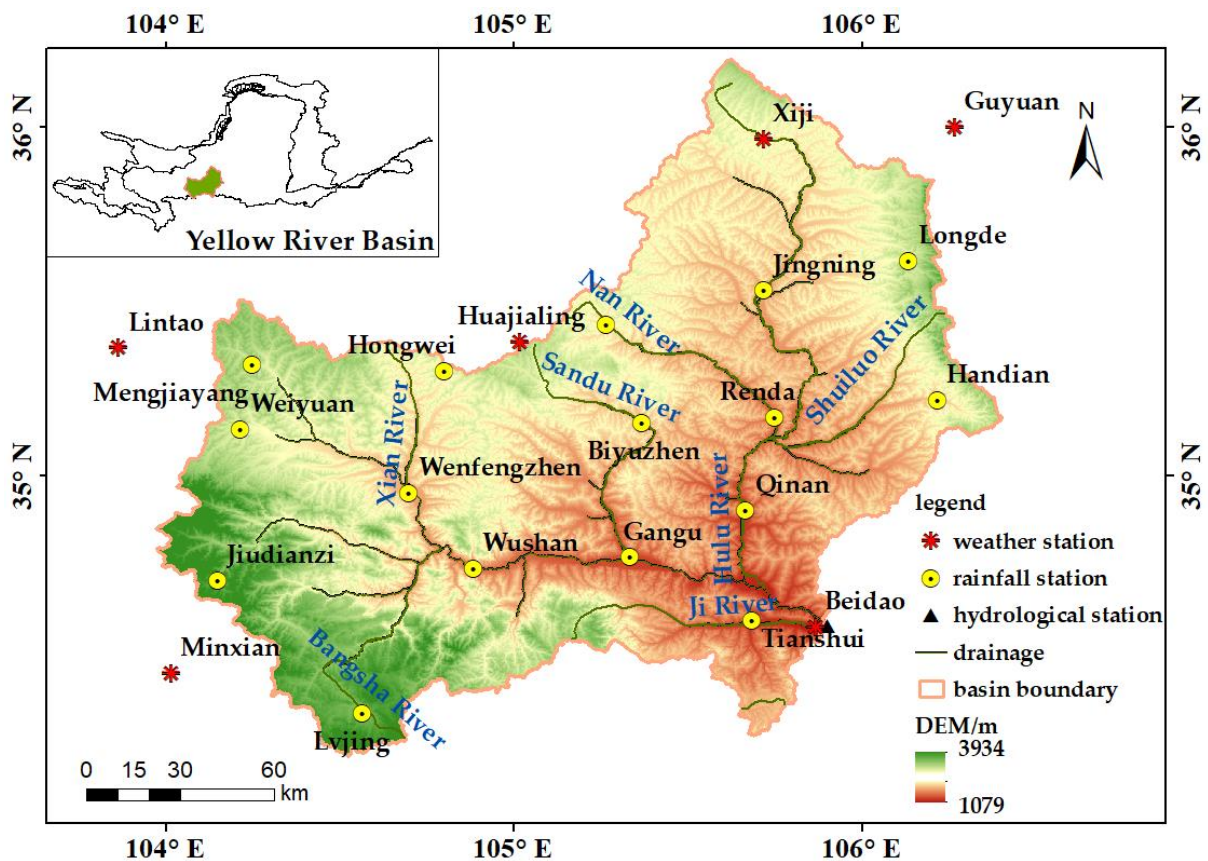 104° E
105° E
106° E
36° N
36° N
Yellow River Basin
Xiji
Guyuan
N
Longde
Jingning
Nan River
Lintao
Huajialing
Hongwei
Shuiluo River
Sandu River
Mengjiayang
Weiyuan
Renda
Handian
Xian River
Biyuzhen
35° N
35° N
Wenfengzhen
Hulu River
Qinan
legend
Jiudianzi
Wushan
Gangu
weather station
rainfall station
Ji River
Beidao
hydrological station
Tianshui
Minxian
Bangsha River
drainage
basin boundary
Lvjing
DEM/m
3934
1079
0 15 30 60
km
104° E
105° E
106° E